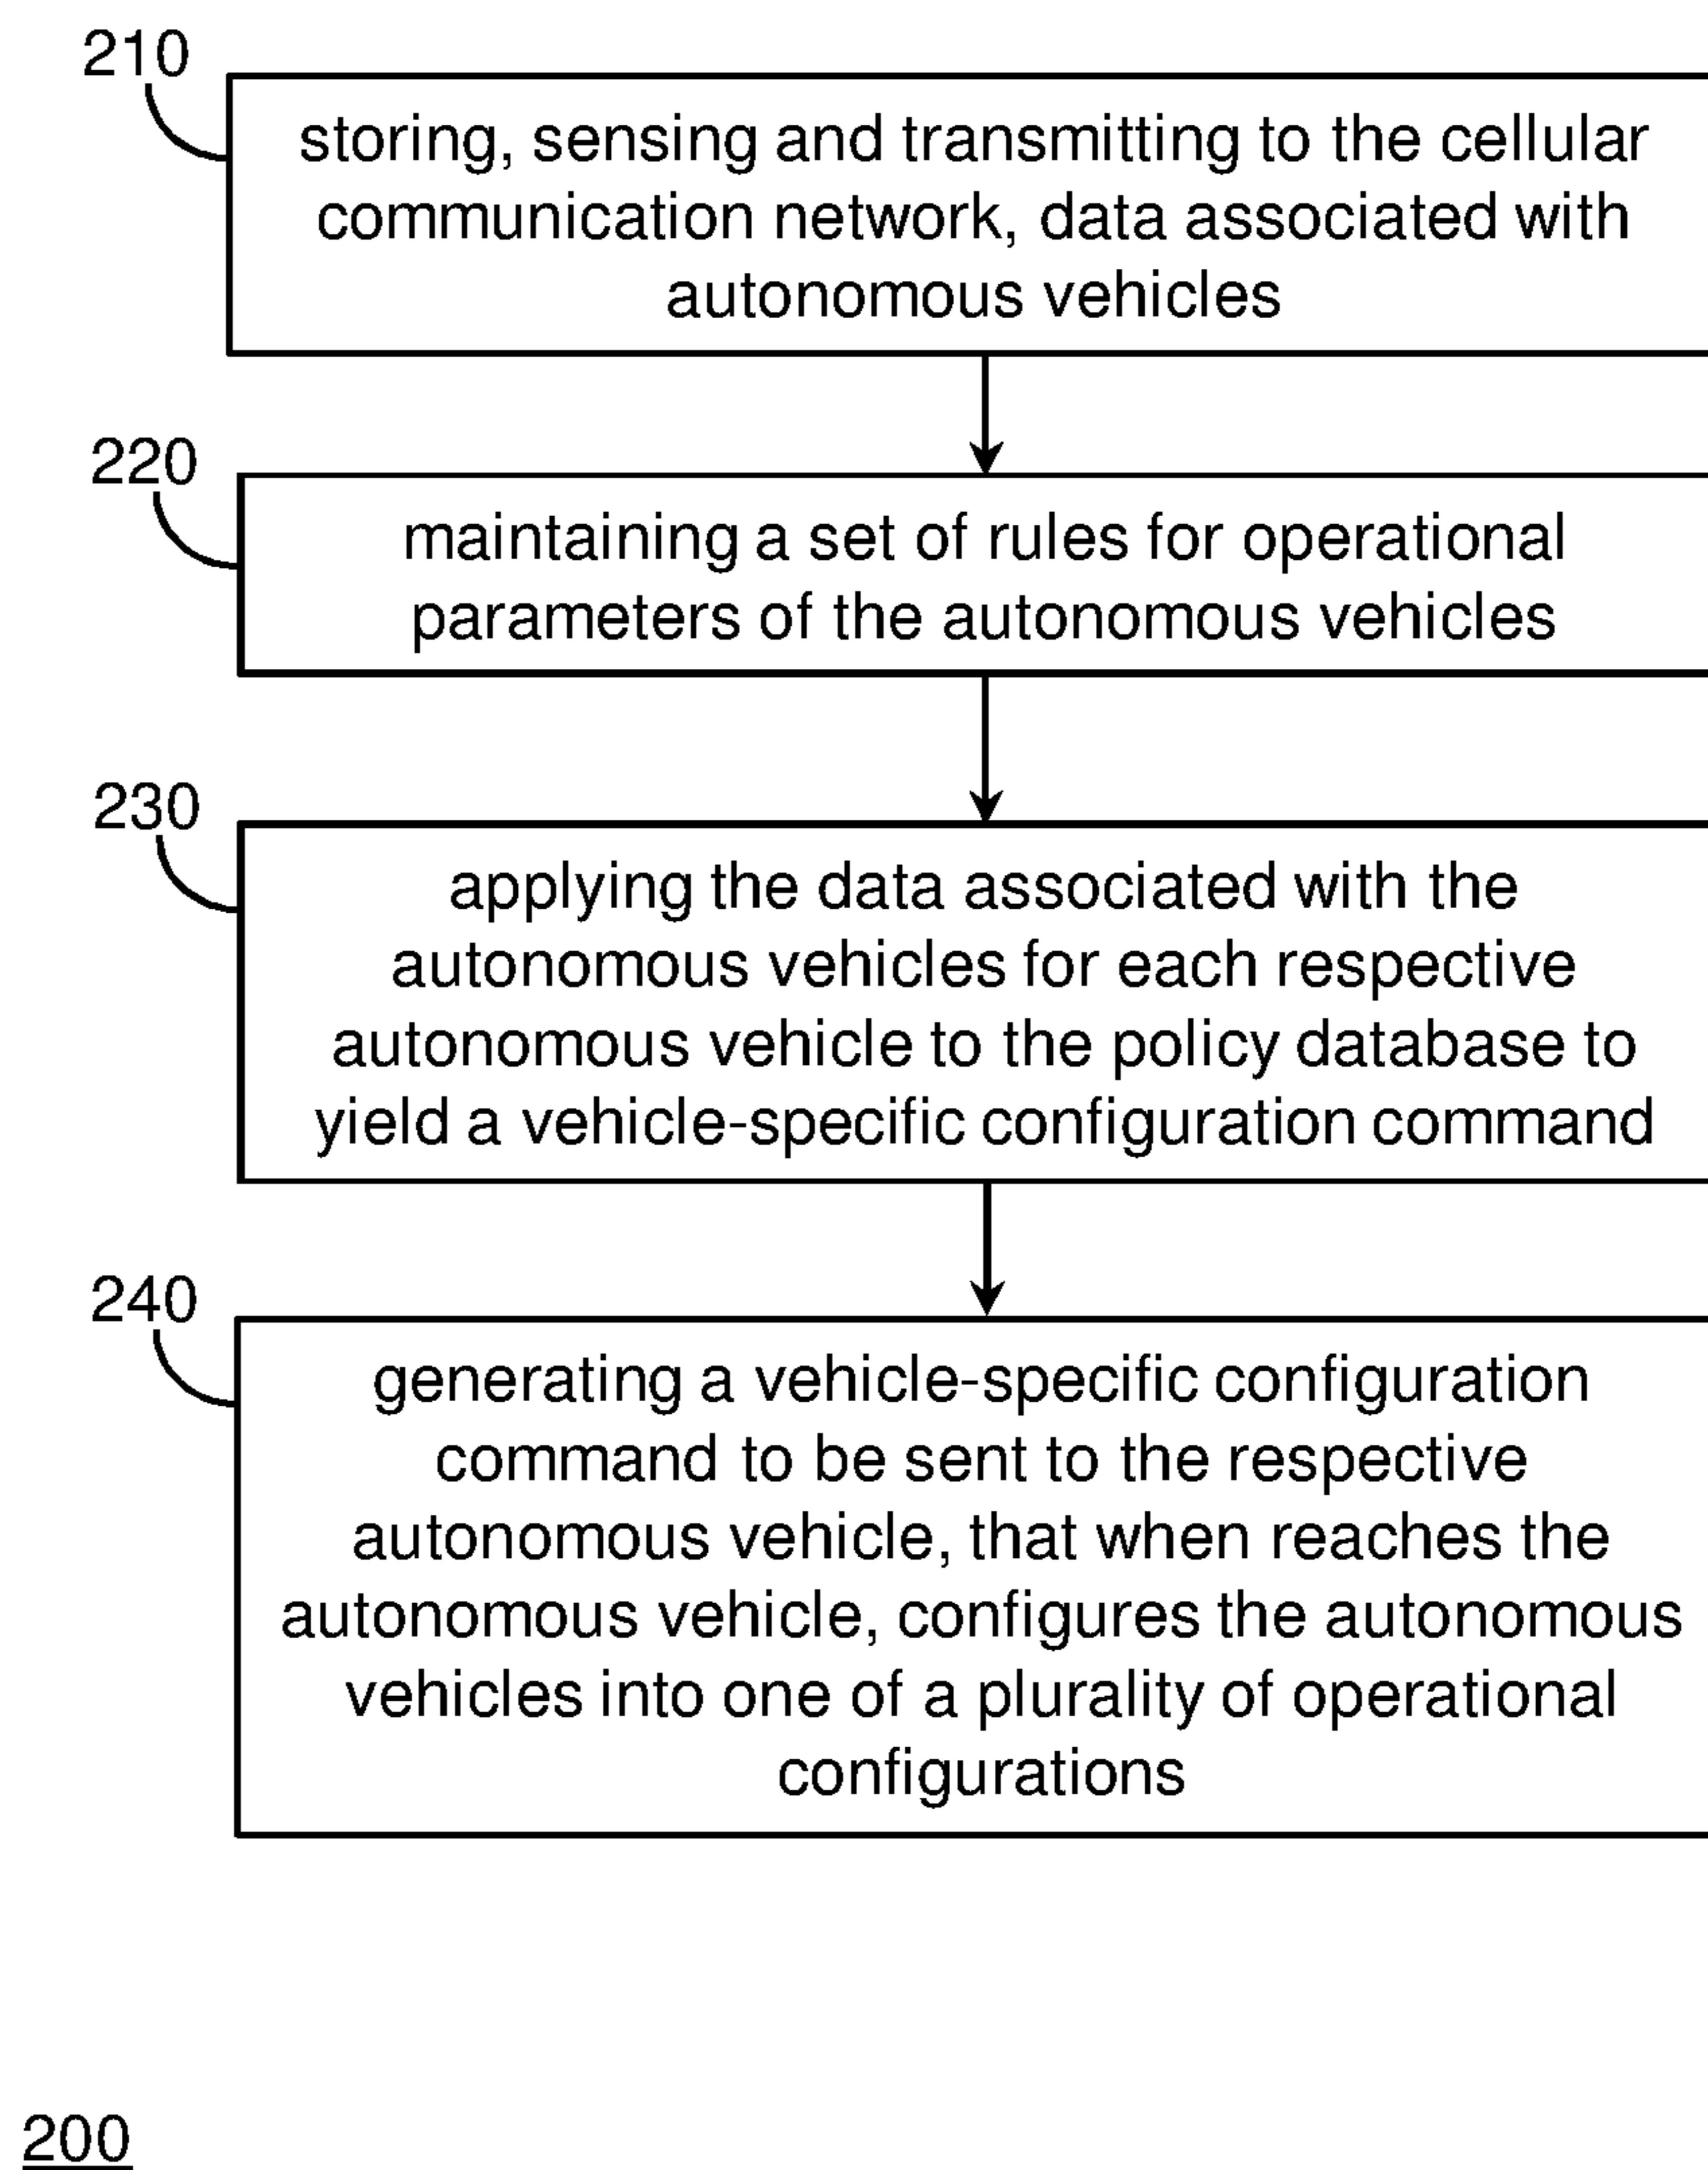 210
storing, sensing and transmitting to the cellular
communication network, data associated with
autonomous vehicles
220
maintaining a set of rules for operational
parameters of the autonomous vehicles
230
applying the data associated with the
autonomous vehicles for each respective
autonomous vehicle to the policy database to
yield a vehicle-specific configuration command
240
generating a vehicle-specific configuration
command to be sent to the respective
autonomous vehicle, that when reaches the
autonomous vehicle, configures the autonomous
vehicles into one of a plurality of operational
configurations
200